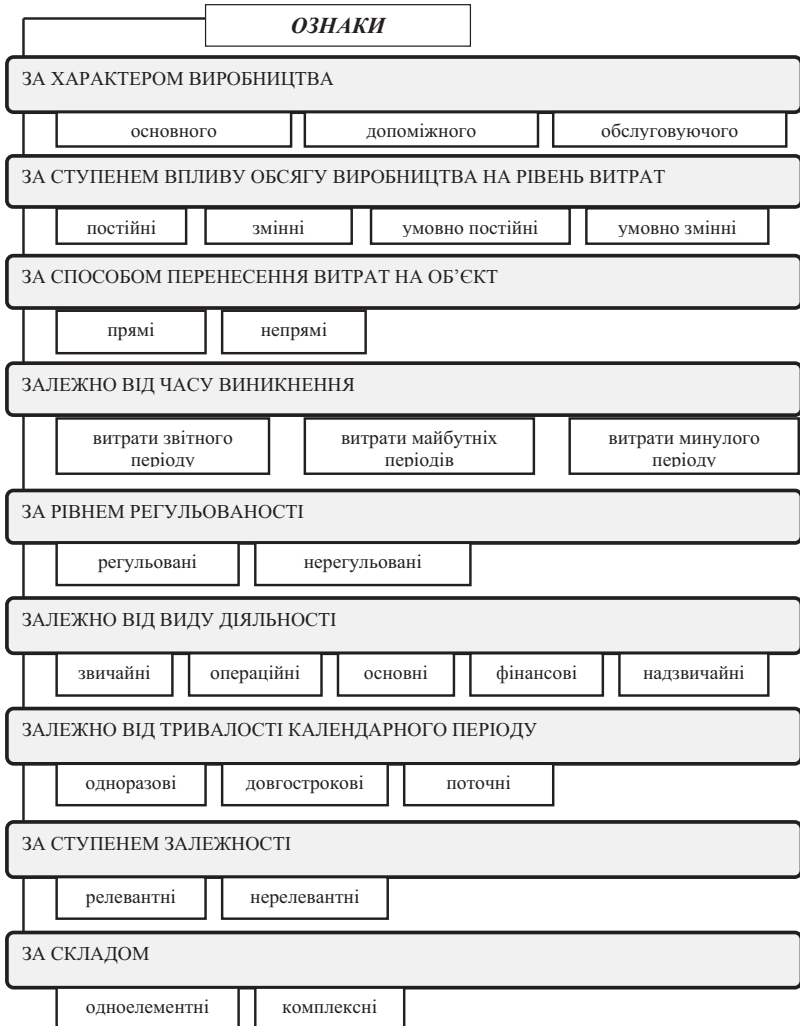 ОЗНАКИ
ЗА ХАРАКТЕРОМ ВИРОБНИЦТВА
основного допоміжного обслуговуючого
ЗА СТУПЕНЕМ ВПЛИВУ ОБСЯГУ ВИРОБНИЦТВА НА РІВЕНЬ ВИТРАТ
постійні змінні умовно постійні умовно змінні
ЗА СПОСОБОМ ПЕРЕНЕСЕННЯ ВИТРАТ НА ОБ’ЄКТ
прямі непрямі
ЗАЛЕЖНО ВІД ЧАСУ ВИНИКНЕННЯ
витрати звітного
періоду
витрати майбутніх
періодів
витрати минулого
періоду
ЗА РІВНЕМ РЕГУЛЬОВАНОСТІ
регульовані нерегульовані
ЗАЛЕЖНО ВІД ВИДУ ДІЯЛЬНОСТІ
звичайні операційні основні фінансові надзвичайні
ЗАЛЕЖНО ВІД ТРИВАЛОСТІ КАЛЕНДАРНОГО ПЕРІОДУ
одноразові довгострокові поточні
ЗА СТУПЕНЕМ ЗАЛЕЖНОСТІ
релевантні нерелевантні
ЗА СКЛАДОМ
одноелементні комплексні